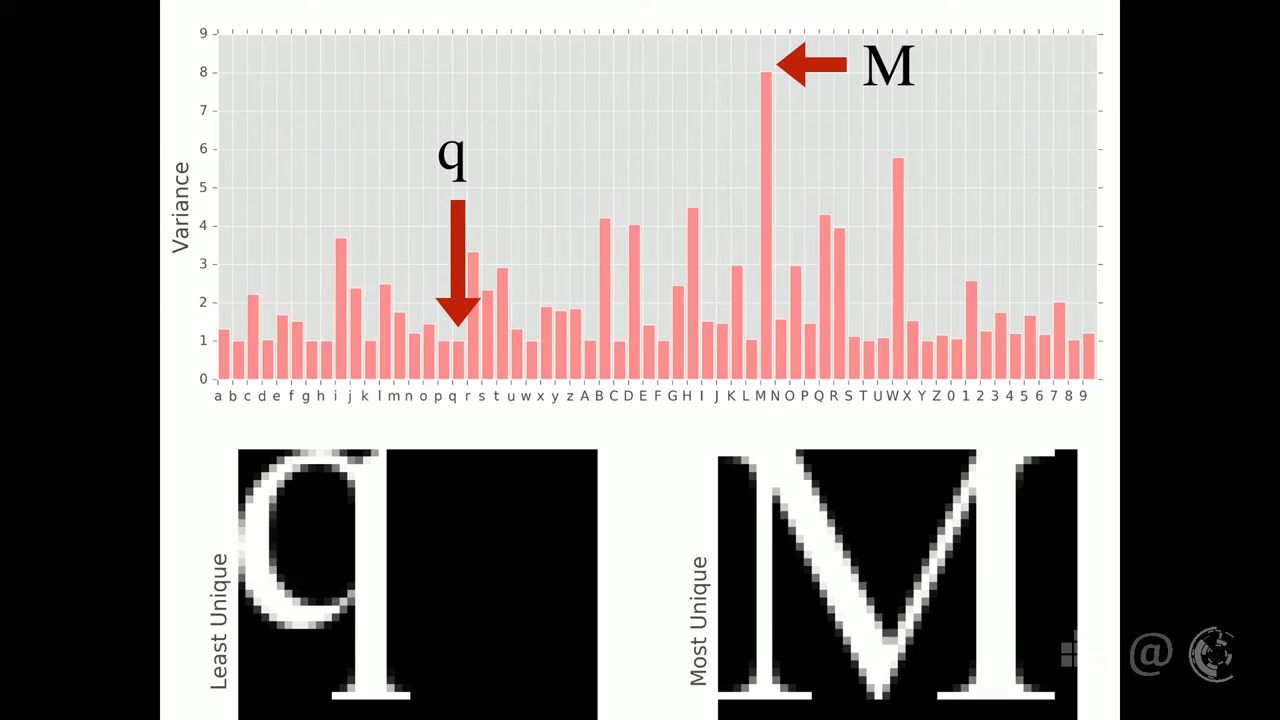 9
8
7
6
5
4
3
2
1
0
Variance
q
M
a b c d e f g h i j k l m n o p q r s t u w x y z A B C D E F G H I J K L M N O P Q R S T U W X Y Z 0 1 2 3 4 5 6 7 8 9
Least Unique
q
Most Unique
M
@